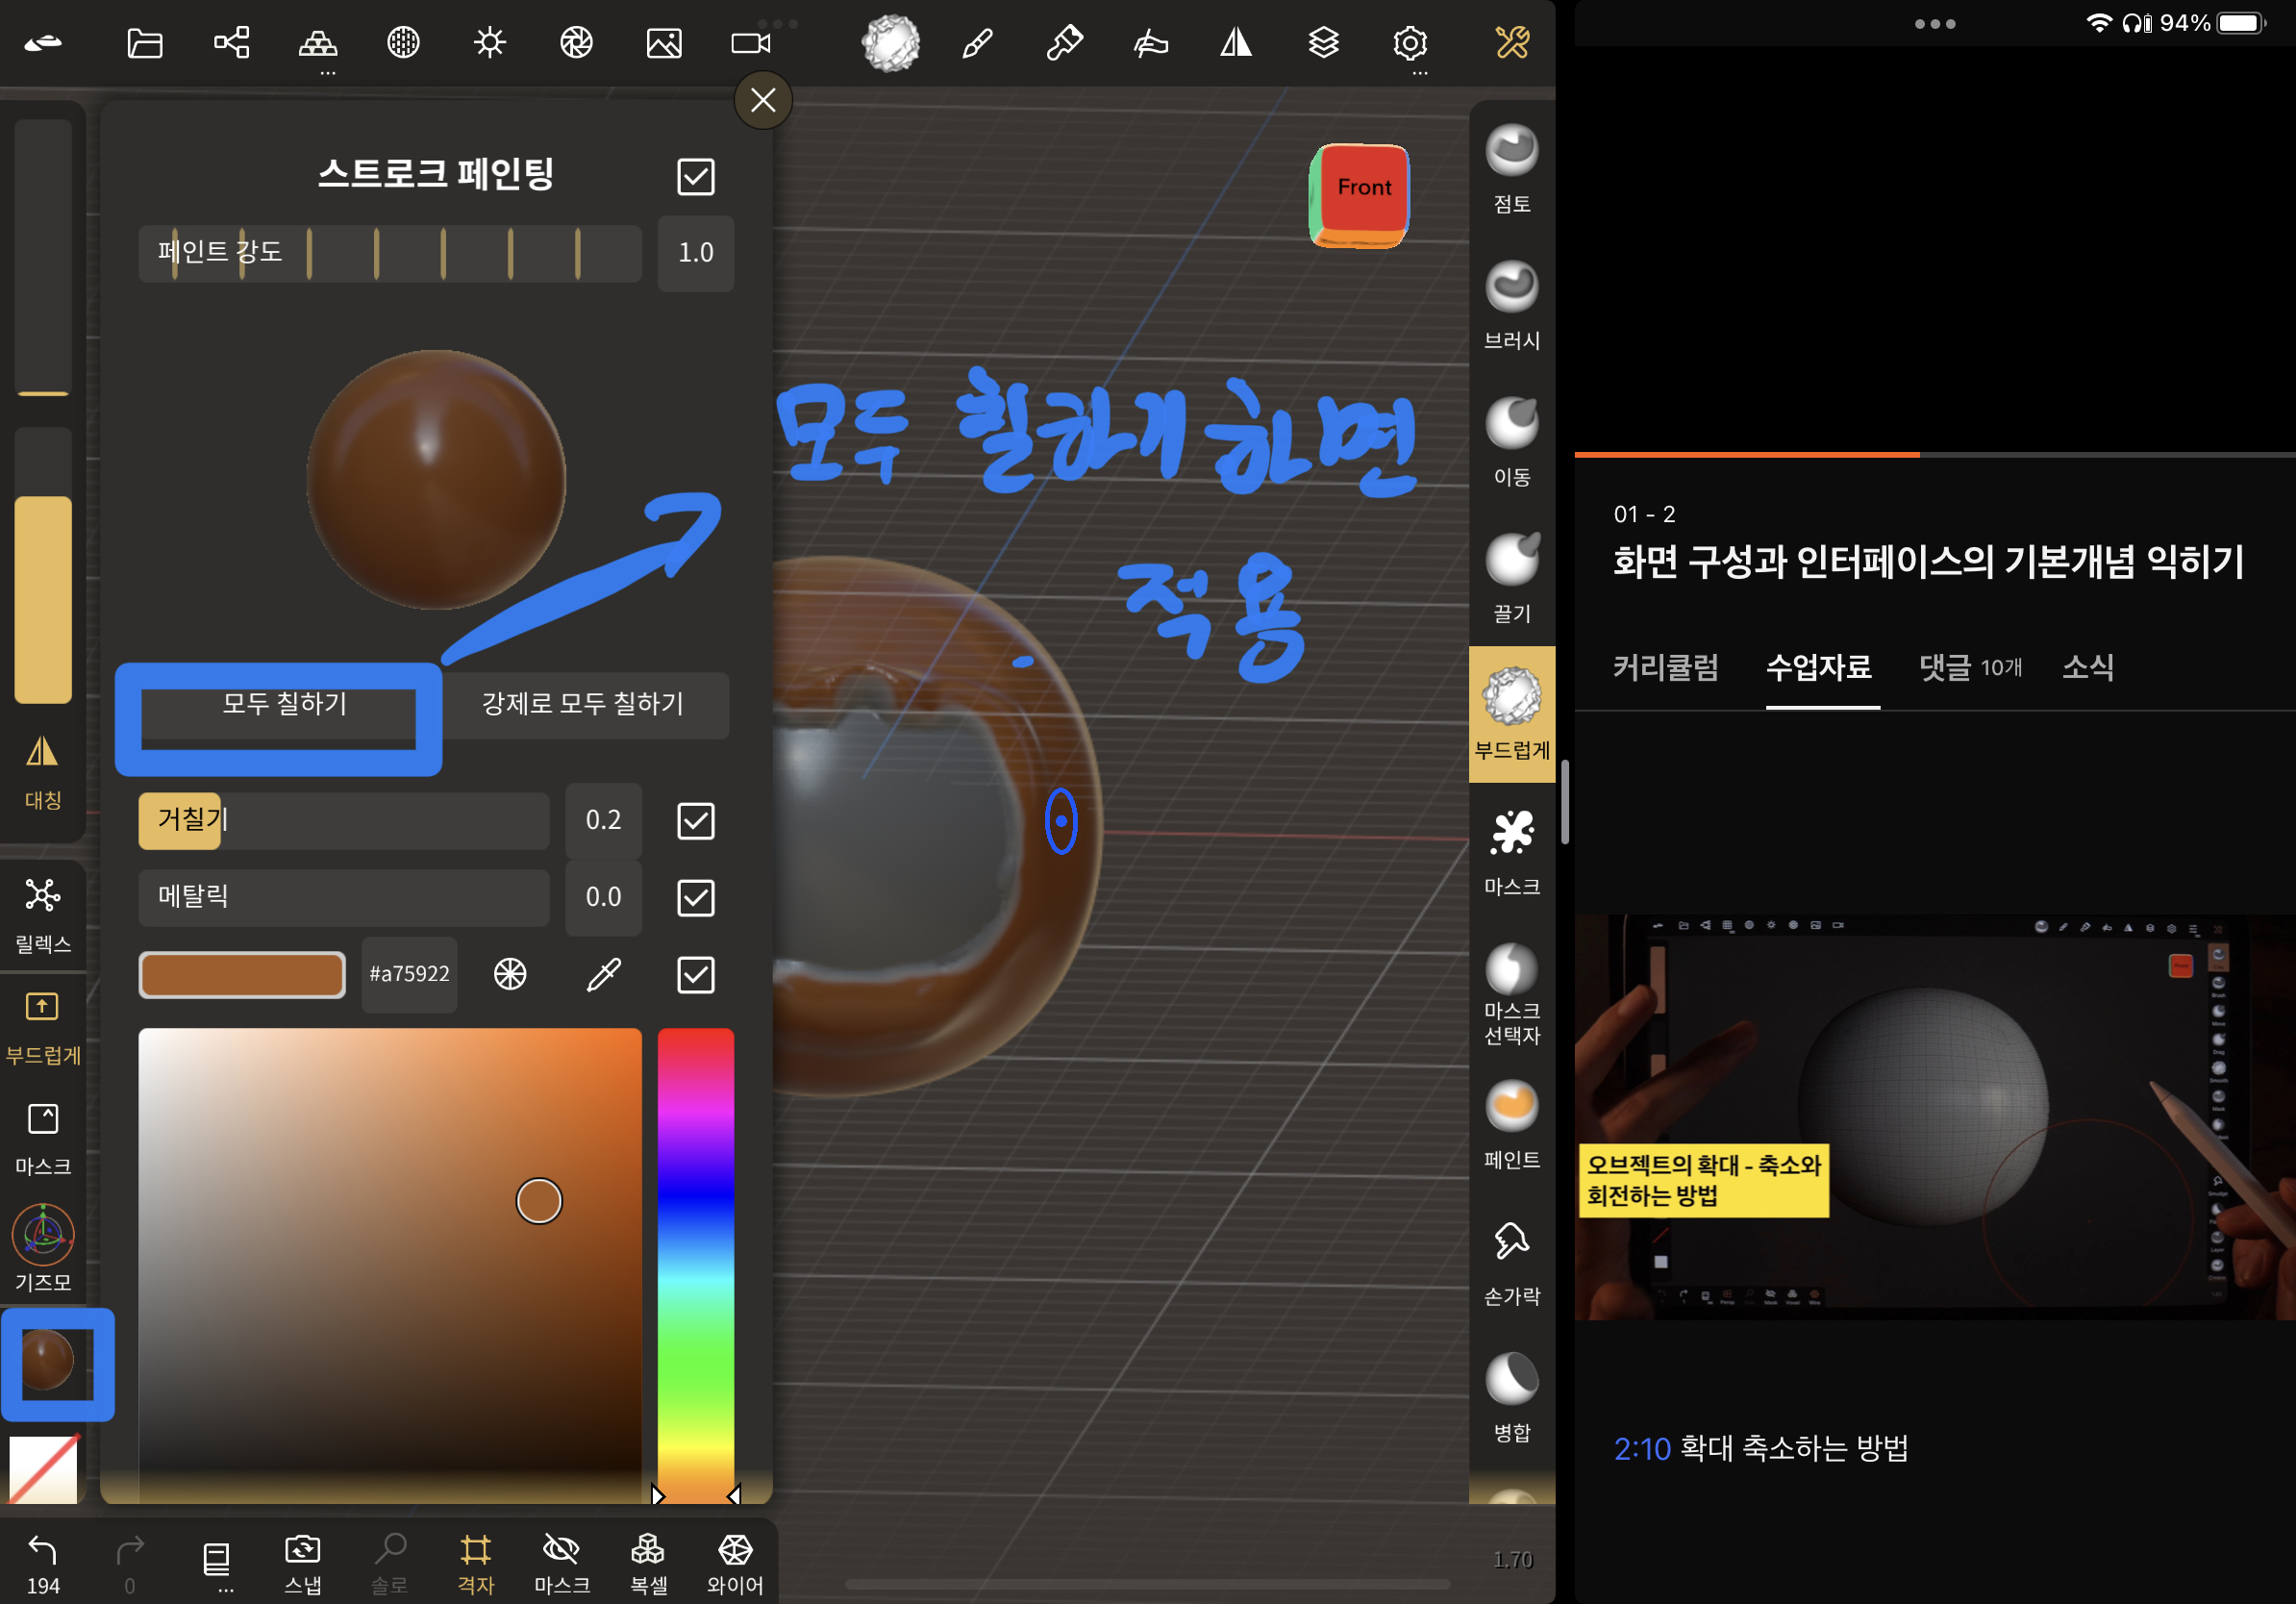 94%
스트로크 페인팅
페인트 강도
1.0
Front
모두 칠하기 하면
적용
모두 칠하기
강제로 모두 칠하기
거칠기
0.2
메탈릭
0.0
#a75922
대칭
릴렉스
부드럽게
마스크
기즈모
점토
브러시
이동
끌기
부드럽게
마스크
마스크
선택자
페인트
손가락
병합
1.70
194
0
...
스냅
솔로
격자
마스크
복셀
와이어
01 - 2
화면 구성과 인터페이스의 기본개념 익히기
커리큘럼
수업자료
댓글 10개
소식
오브젝트의 확대 - 축소와
회전하는 방법
2:10 확대 축소하는 방법